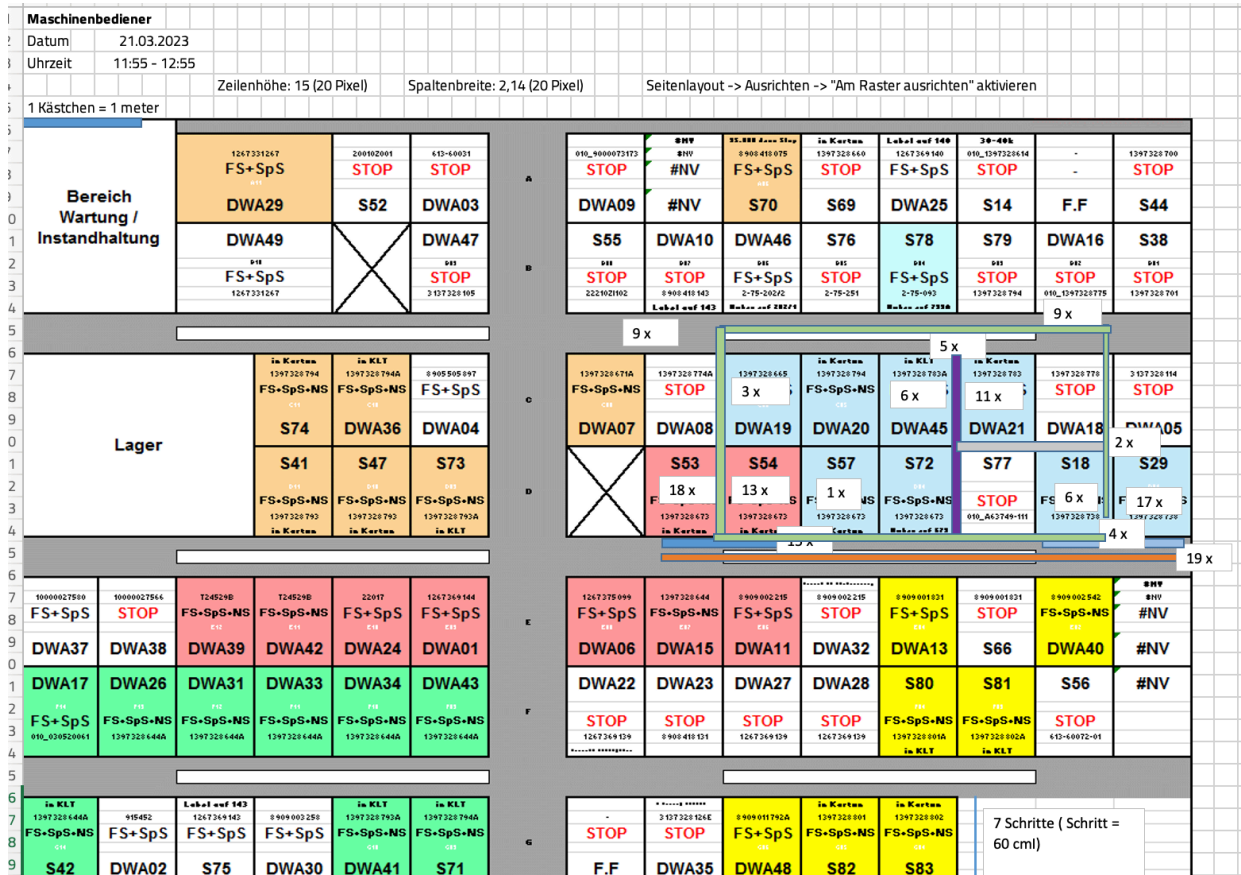 Maschinenbediener
Datum 21.03.2023
Uhrzeit 11:55 - 12:55
Zeilenhöhe: 15 (20 Pixel) Spaltenbreite: 2,14 (20 Pixel) Seitenlayout -> Ausrichten -> "Am Raster ausrichten" aktivieren
1 Kästchen = 1 meter
Bereich
Wartung /
Instandhaltung
in Karton Label auf 140 30-40k
1267331267 20010Z001 613-60031 010_9000073173 #NV 8908418075 1397328660 1267369140 010_1397328614 - 1397328700
FS+SpS STOP STOP A STOP #NV FS+SpS STOP FS+SpS STOP - STOP
DWA29 S52 DWA03 DWA09 #NV S70 S69 DWA25 S14 F.F S44
DWA49 DWA47 S55 DWA10 DWA46 S76 S78 S79 DWA16 S38
FS+SpS STOP B STOP STOP FS+SpS STOP FS+SpS STOP STOP STOP
1267331267 3137328105 2221021102 8908418143 2-75-202/2 2-75-251 2-75-093 1397328794 010_1397328775 1397328701
Label auf 143
9 x
9 x
5 x
Lager
in Karton in KLT in Karton in KLT in Karton
1397328794 1397328794A 8905505897 1397328671A 1397328774A 1397328665 1397328794 1397328783A 1397328783 1397328778 3137328114
FS+SpS+NS FS+SpS+NS FS+SpS C FS+SpS+NS STOP 3 x FS+SpS+NS 6 x 11 x STOP STOP
S74 DWA36 DWA04 DWA07 DWA08 DWA19 DWA20 DWA45 DWA21 DWA18 DWA05
2 x
S41 S47 S73 S53 S54 S57 S72 S77 S18 S29
FS+SpS+NS FS+SpS+NS FS+SpS+NS D 18 x 13 x 1 x FS+SpS+NS STOP 6 x 17 x
1397328793 1397328793 1397328793A 1397328673 1397328673 1397328673 1397328673 010_A63749-111 1397328738 1397328738
in Karton in Karton in KLT in Karton in Karton
4 x
19 x
10000027580 10000027566 T24529B T24529B 22017 1267369144 1267375099 1397328644 8909002215 8909002215 8909001831 8909001831 8909002542 #NV
FS+SpS STOP FS+SpS+NS FS+SpS+NS FS+SpS FS+SpS E FS+SpS FS+SpS+NS FS+SpS STOP FS+SpS STOP FS+SpS+NS #NV
DWA37 DWA38 DWA39 DWA42 DWA24 DWA01 DWA06 DWA15 DWA11 DWA32 DWA13 S66 DWA40 #NV
DWA17 DWA26 DWA31 DWA33 DWA34 DWA43 DWA22 DWA23 DWA27 DWA28 S80 S81 S56 #NV
FS+SpS FS+SpS+NS FS+SpS+NS FS+SpS+NS FS+SpS+NS FS+SpS+NS F STOP STOP STOP STOP FS+SpS+NS FS+SpS+NS STOP
010_030520061 1397328644A 1397328644A 1397328644A 1397328644A 1397328644A 1267369139 8908418131 1267369139 1267369139 1397328801A 1397328802A 613-60072-01
in KLT in KLT
in KLT Label auf 143 in KLT in KLT in Karton in Karton
1397328644A 915452 1267369143 8909003258 1397328793A 1397328794A - 3137328126E 8909011792A 1397328801 1397328802
FS+SpS+NS FS+SpS FS+SpS FS+SpS FS+SpS+NS FS+SpS+NS G STOP STOP FS+SpS FS+SpS+NS FS+SpS+NS
S42 DWA02 S75 DWA30 DWA41 S71 F.F DWA35 DWA48 S82 S83
7 Schritte ( Schritt =
60 cml)